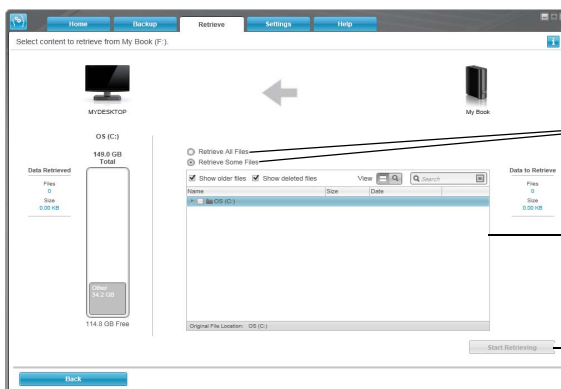 Home Backup Retrieve Settings Help
Select content to retrieve from My Book (F:).
MYDESKTOP
My Book
OS (C:)
149.0 GB
Total
Data Retrieved
Files
0
Size
0.00 KB
Other
34.2 GB
114.8 GB Free
Retrieve All Files
Retrieve Some Files
Show older files Show deleted files View Search
Name Size Date
OS (C:)
Original File Location: OS (C:)
Data to Retrieve
Files
0
Size
0.00 KB
Start Retrieving
Back